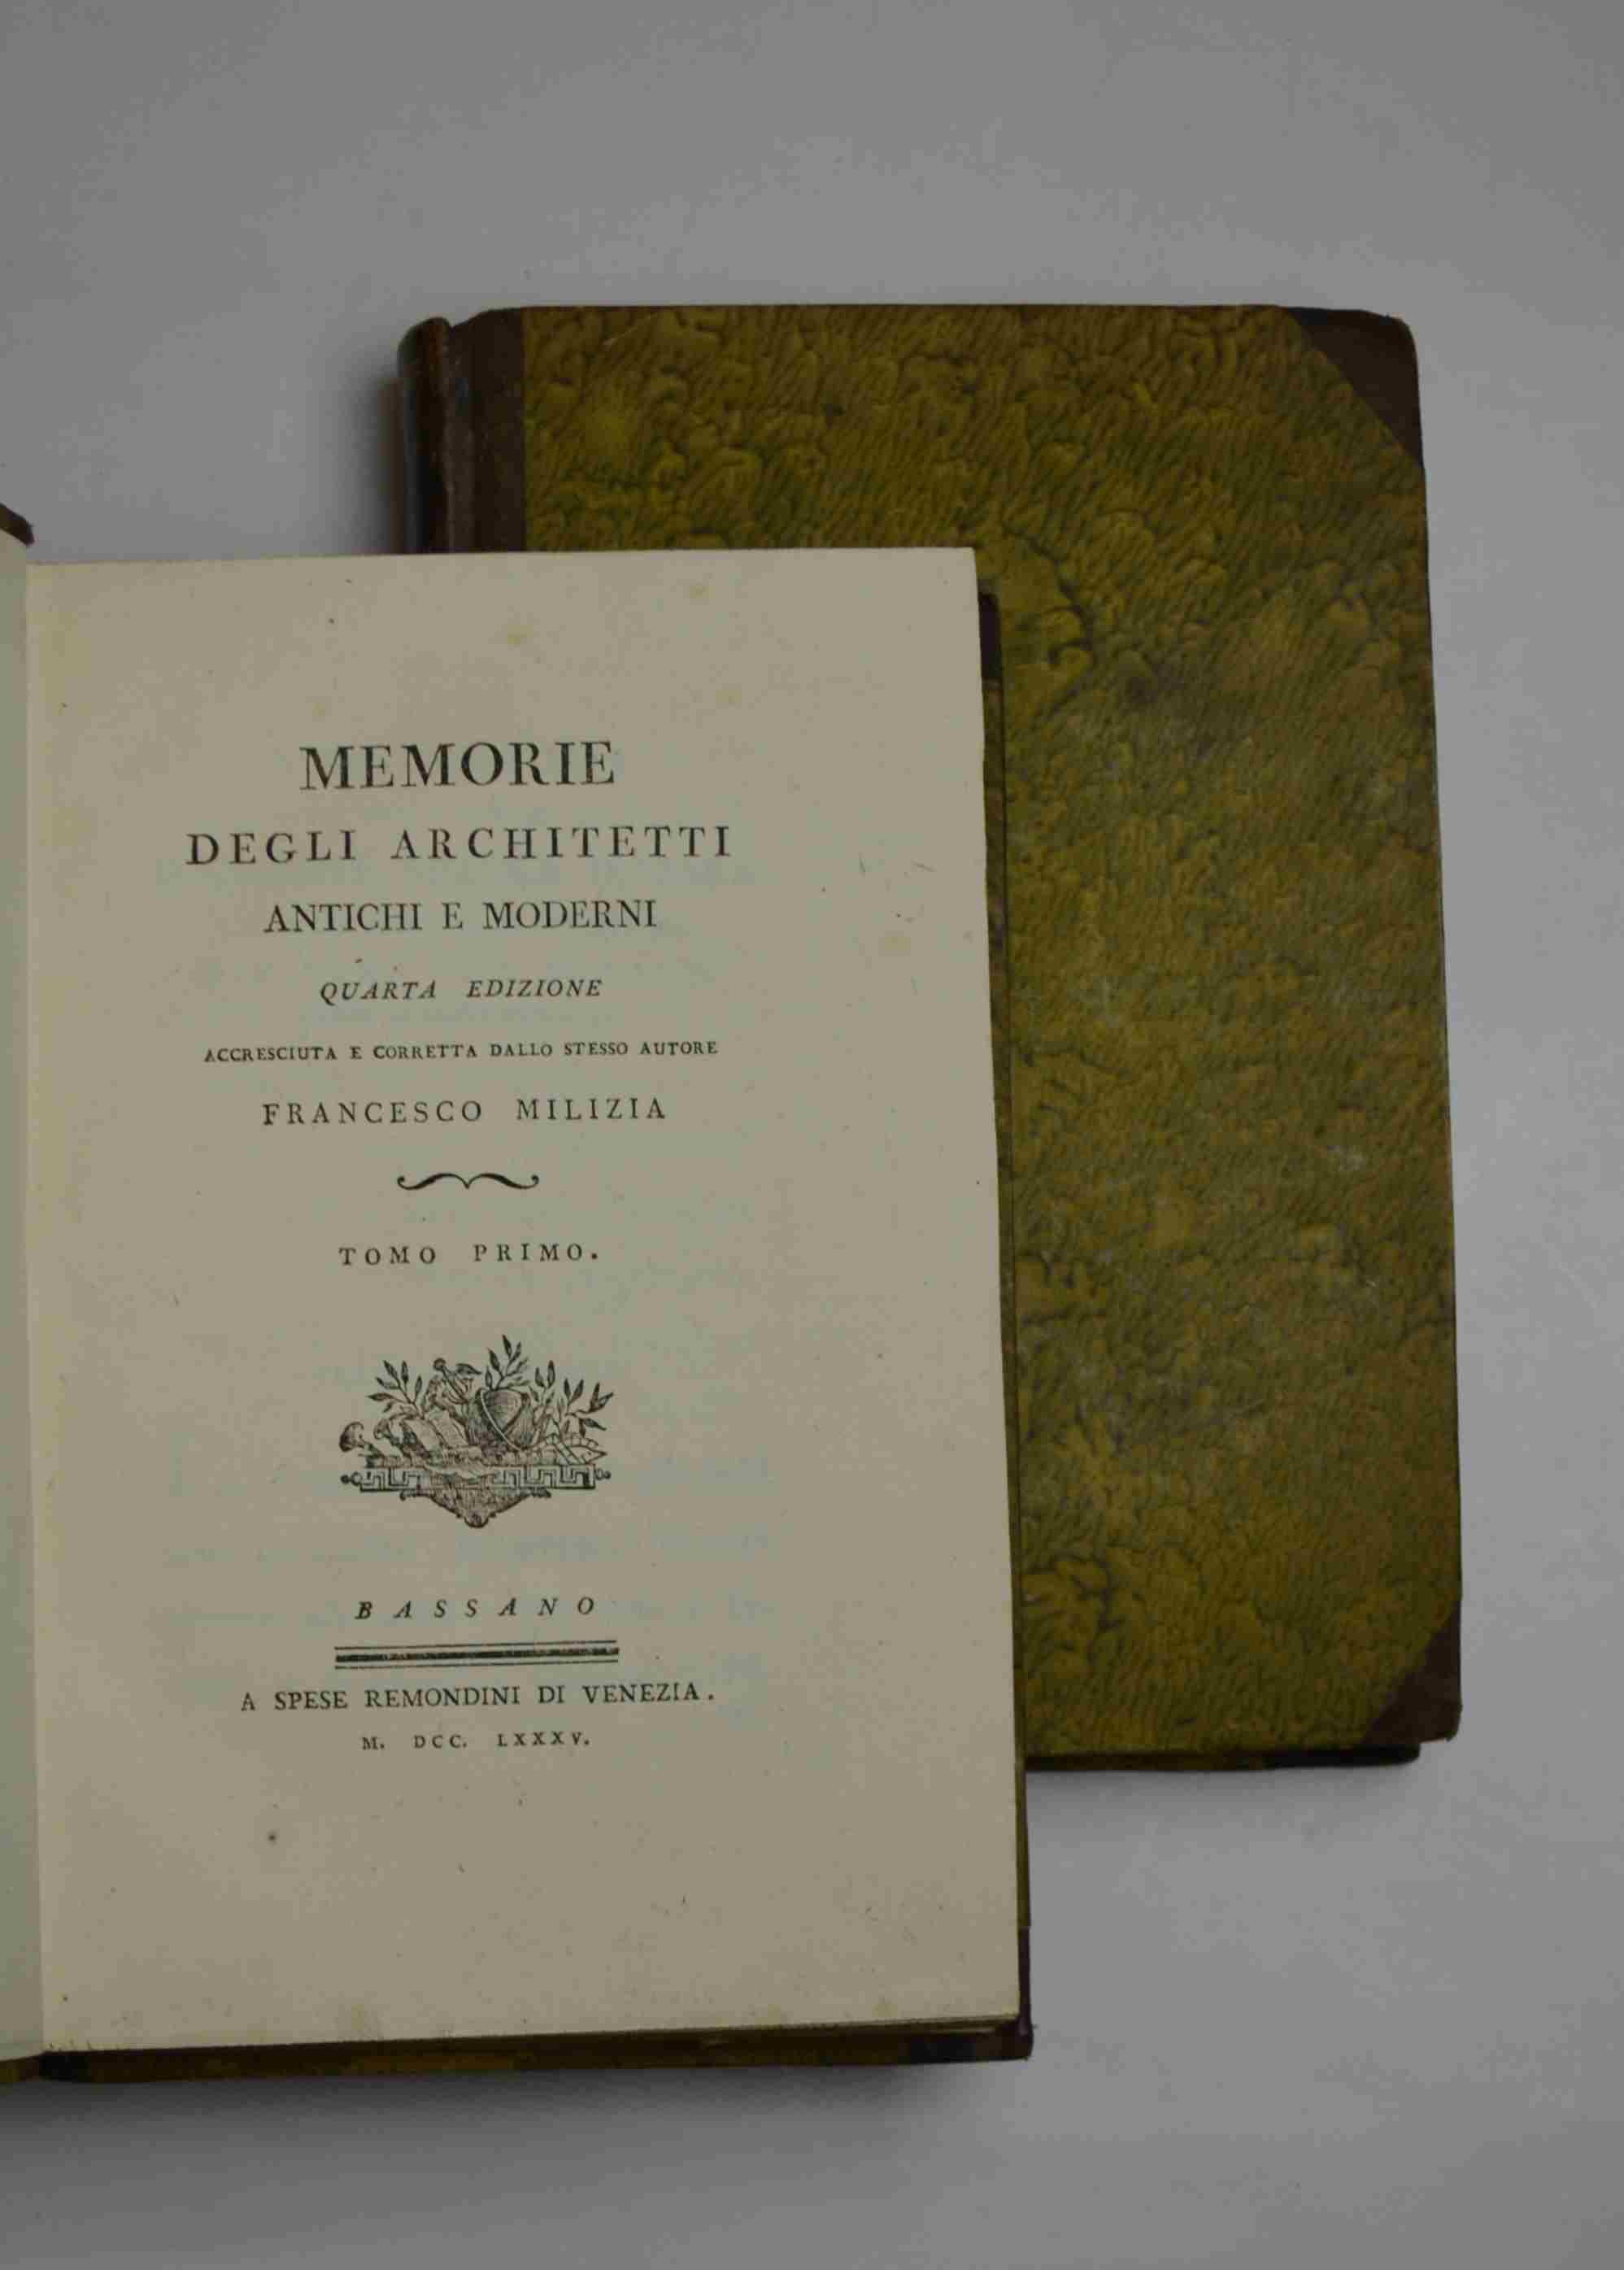 MEMORIE
DEGLI ARCHITETTI
ANTICHI E MODERNI
QUARTA EDIZIONE
ACCRESCIUTA E CORRETTA DALLO STESSO AUTORE
FRANCESCO MILIZIA
TOMO PRIMO.
BASSANO
A SPESE REMONDINI DI VENEZIA.
M. DCC. LXXXV.